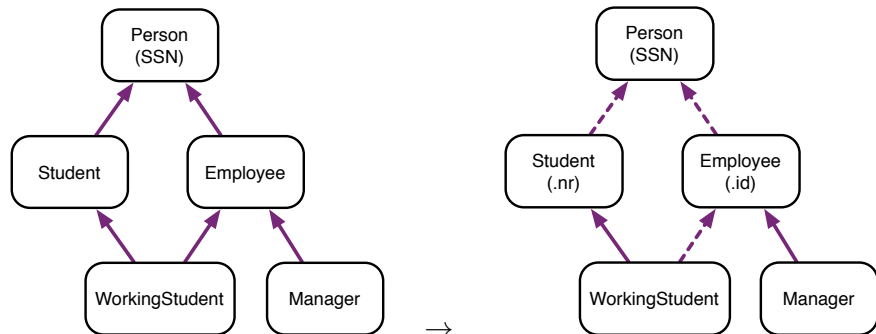 Person
(SSN)
Student
Employee
WorkingStudent
Manager
→
Person
(SSN)
Student
(.nr)
Employee
(.id)
WorkingStudent
Manager